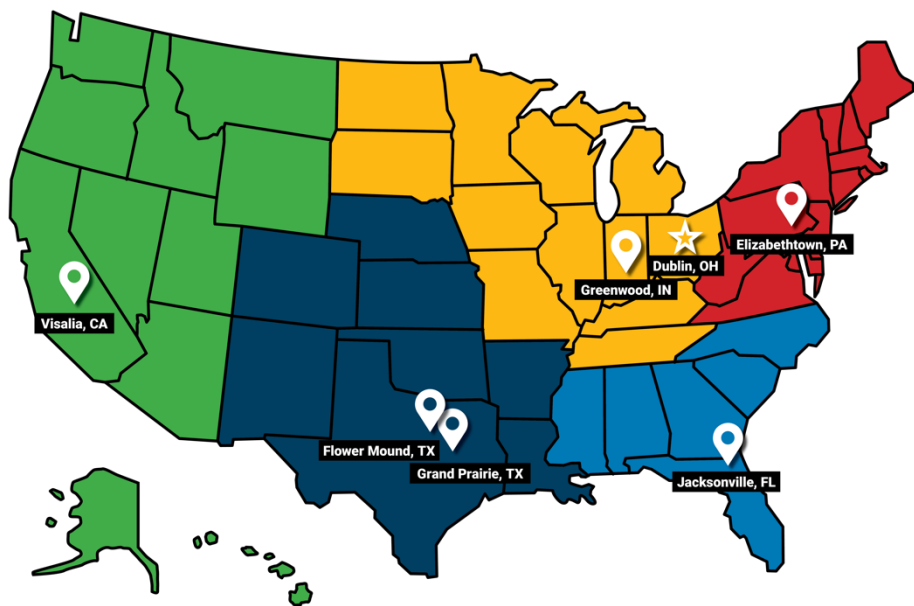 Elizabethtown, PA
Dublin, OH
Greenwood, IN
Visalia, CA
Flower Mound, TX
Grand Prairie, TX
Jacksonville, FL